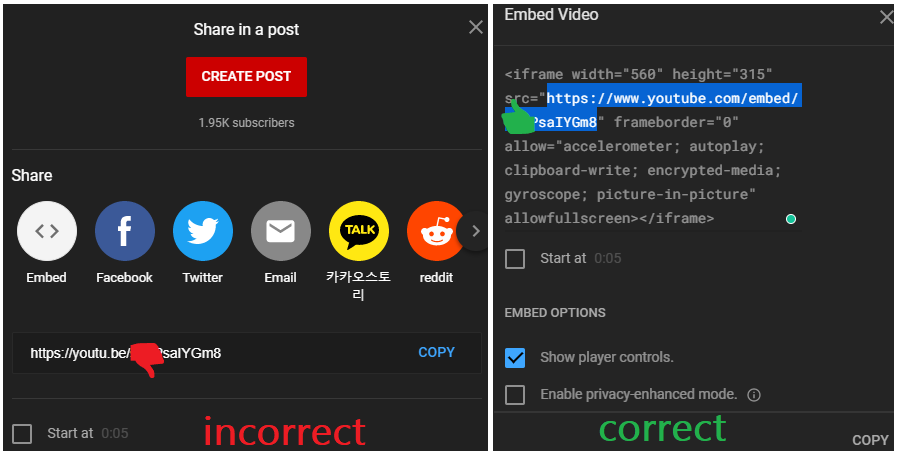 Share in a post
CREATE POST
1.95K subscribers
Share
Embed
Facebook
Twitter
Email
TALK
카카오스토
리
reddit
https://youtu.be/ saIYGm8
COPY
Start at 0:05
incorrect
Embed Video
<iframe width="560" height="315"
src="https://www.youtube.com/embed/
saIYGm8" frameborder="0"
allow="accelerometer; autoplay;
clipboard-write; encrypted-media;
gyroscope; picture-in-picture"
allowfullscreen></iframe>
Start at 0:05
EMBED OPTIONS
Show player controls.
Enable privacy-enhanced mode.
correct
COPY